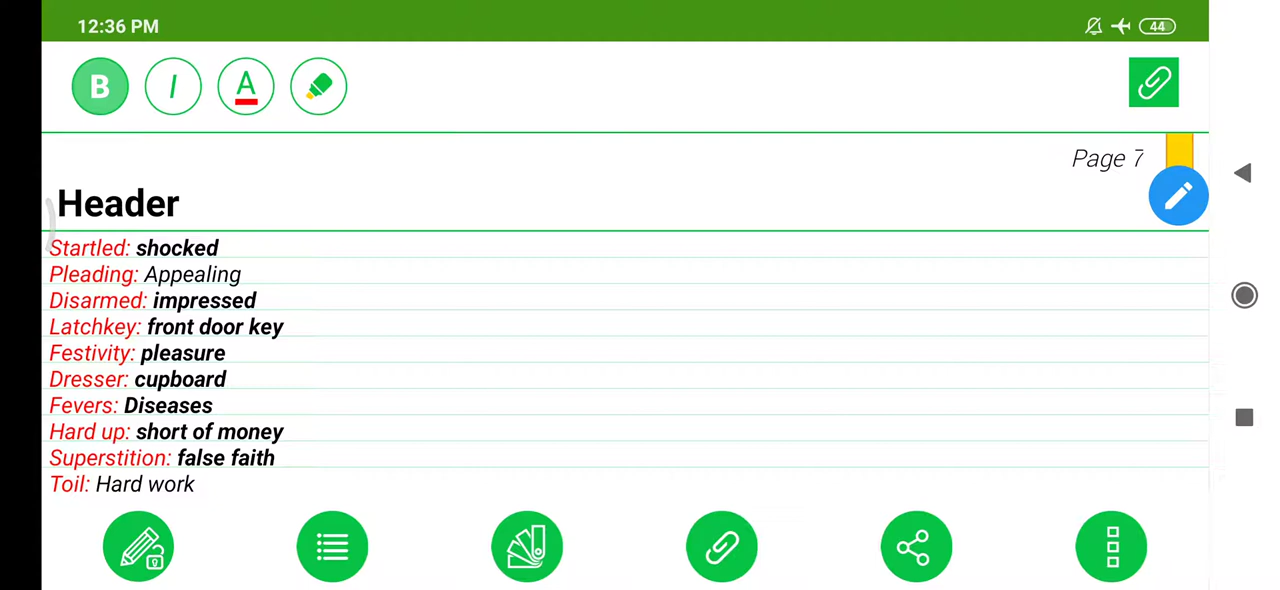 12:36 PM
44
B I A
Page 7
Header
Startled: shocked
Pleading: Appealing
Disarmed: impressed
Latchkey: front door key
Festivity: pleasure
Dresser: cupboard
Fevers: Diseases
Hard up: short of money
Superstition: false faith
Toil: Hard work